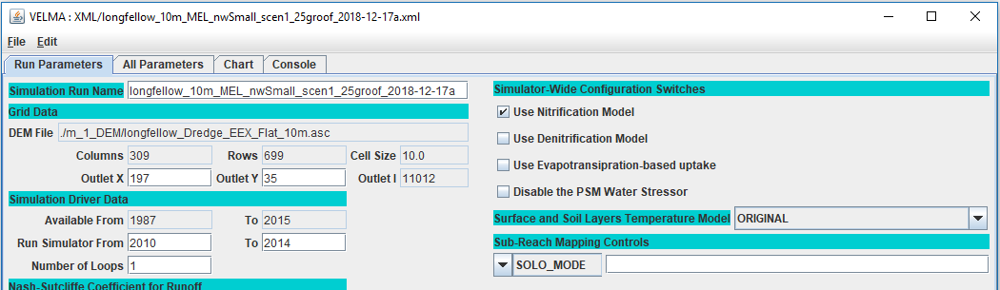 VELMA : XML/longfellow_10m_MEL_nwSmall_scen1_25groof_2018-12-17a.xml
File Edit
Run Parameters All Parameters Chart Console
Simulation Run Name longfellow_10m_MEL_nwSmall_scen1_25groof_2018-12-17a
Grid Data
DEM File ./m_1_DEM/longfellow_Dredge_EEX_Flat_10m.asc
Columns 309 Rows 699 Cell Size 10.0
Outlet X 197 Outlet Y 35 Outlet I 11012
Simulation Driver Data
Available From 1987 To 2015
Run Simulator From 2010 To 2014
Number of Loops 1
Nash-Sutcliffe Coefficient for Runoff
Simulator-Wide Configuration Switches
Use Nitrification Model
Use Denitrification Model
Use Evapotransipration-based uptake
Disable the PSM Water Stressor
Surface and Soil Layers Temperature Model ORIGINAL
Sub-Reach Mapping Controls
SOLO_MODE